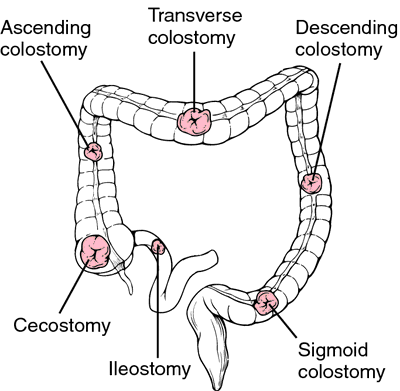 Ascending
colostomy
Transverse
colostomy
Descending
colostomy
Cecostomy
Ileostomy
Sigmoid
colostomy